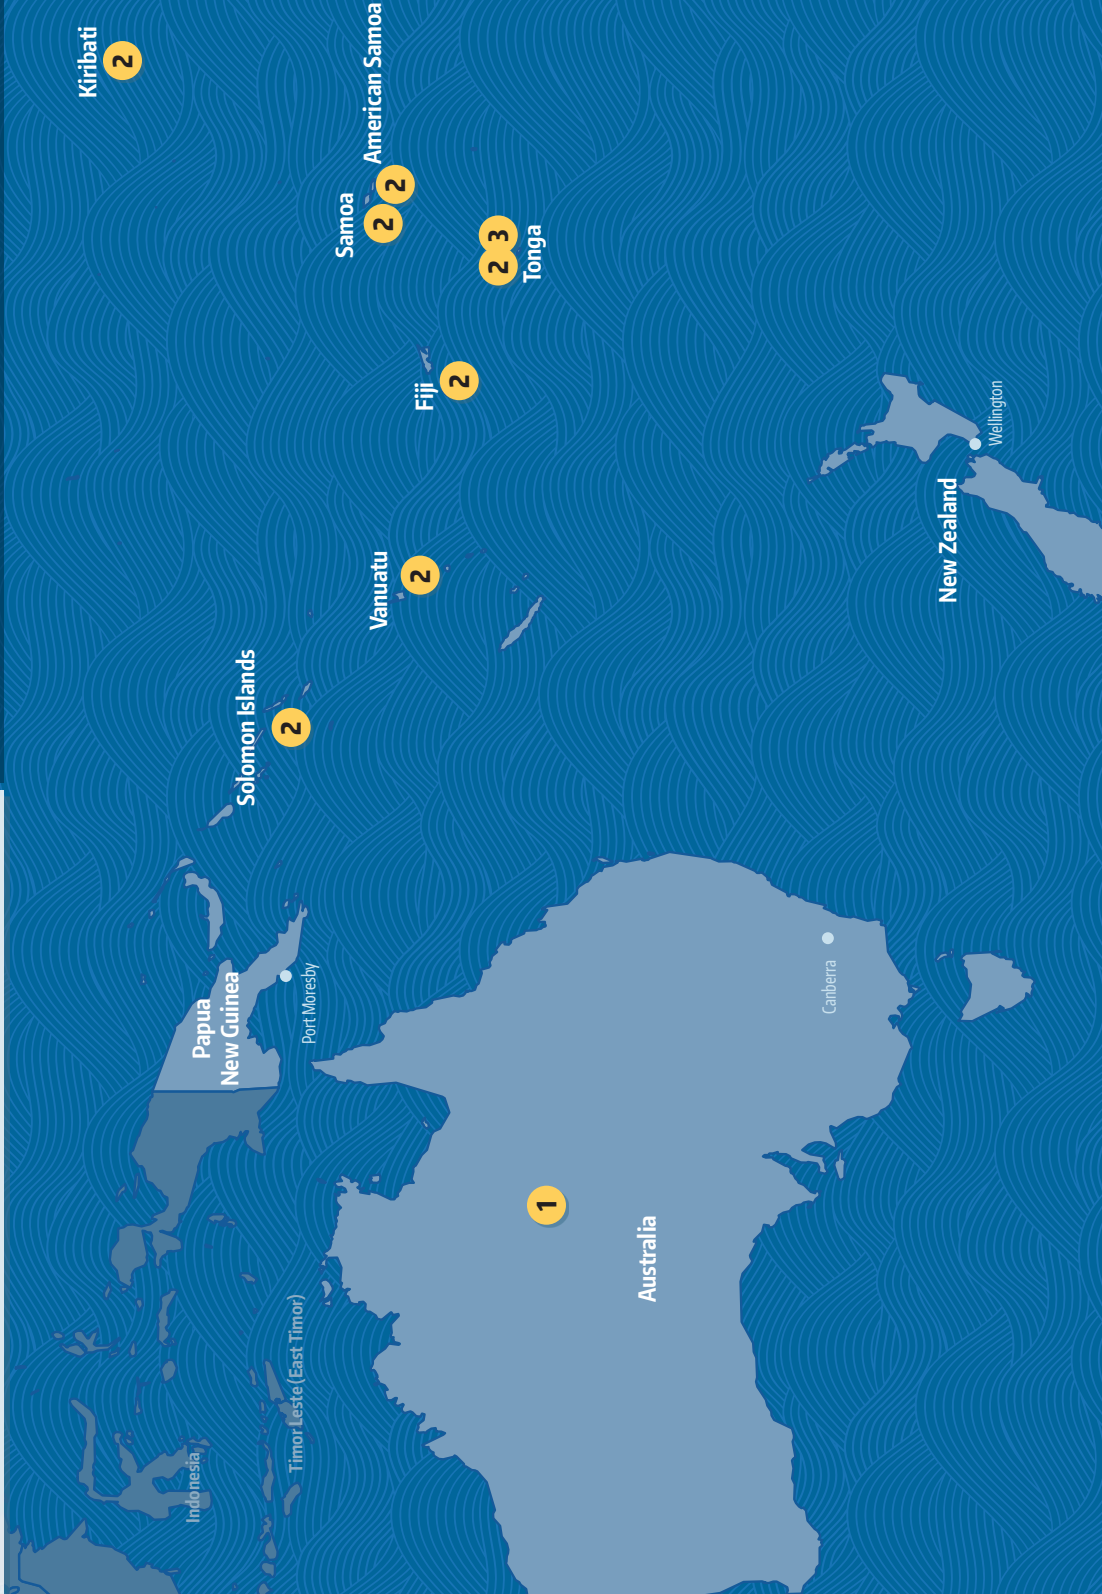 Kiribati
2
American Samoa
2
Samoa
2
2
3
Tonga
Fiji
2
Vanuatu
2
Solomon Islands
2
Papua
New Guinea
Port Moresby
New Zealand
Wellington
Canberra
1
Australia
Timor Leste (East Timor)
Indonesia